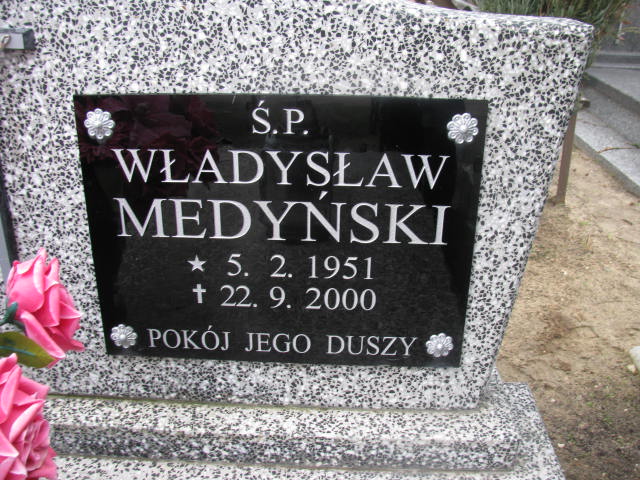 Ś.P.
WŁADYSŁAW
MEDYŃSKI
★ 5. 2. 1951
✝ 22. 9. 2000
POKÓJ JEGO DUSZY